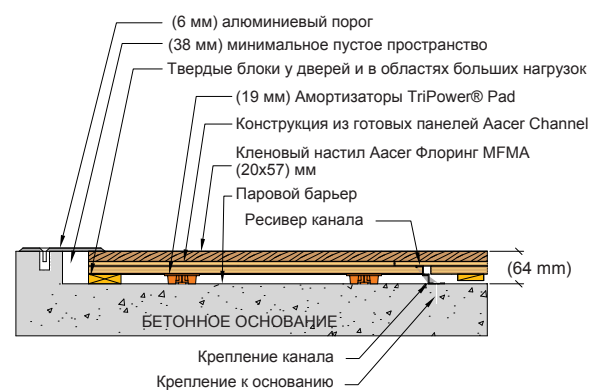 (6 мм) алюминиевый порог
(38 мм) минимальное пустое пространство
Твердые блоки у дверей и в областях больших нагрузок
(19 мм) Амортизаторы TriPower® Pad
Конструкция из готовых панелей Aacer Channel
Кленовый настил Aacer Флоринг MFMA
(20x57) мм
Паровой барьер
Ресивер канала
(64 mm)
БЕТОННОЕ ОСНОВАНИЕ
Крепление канала
Крепление к основанию